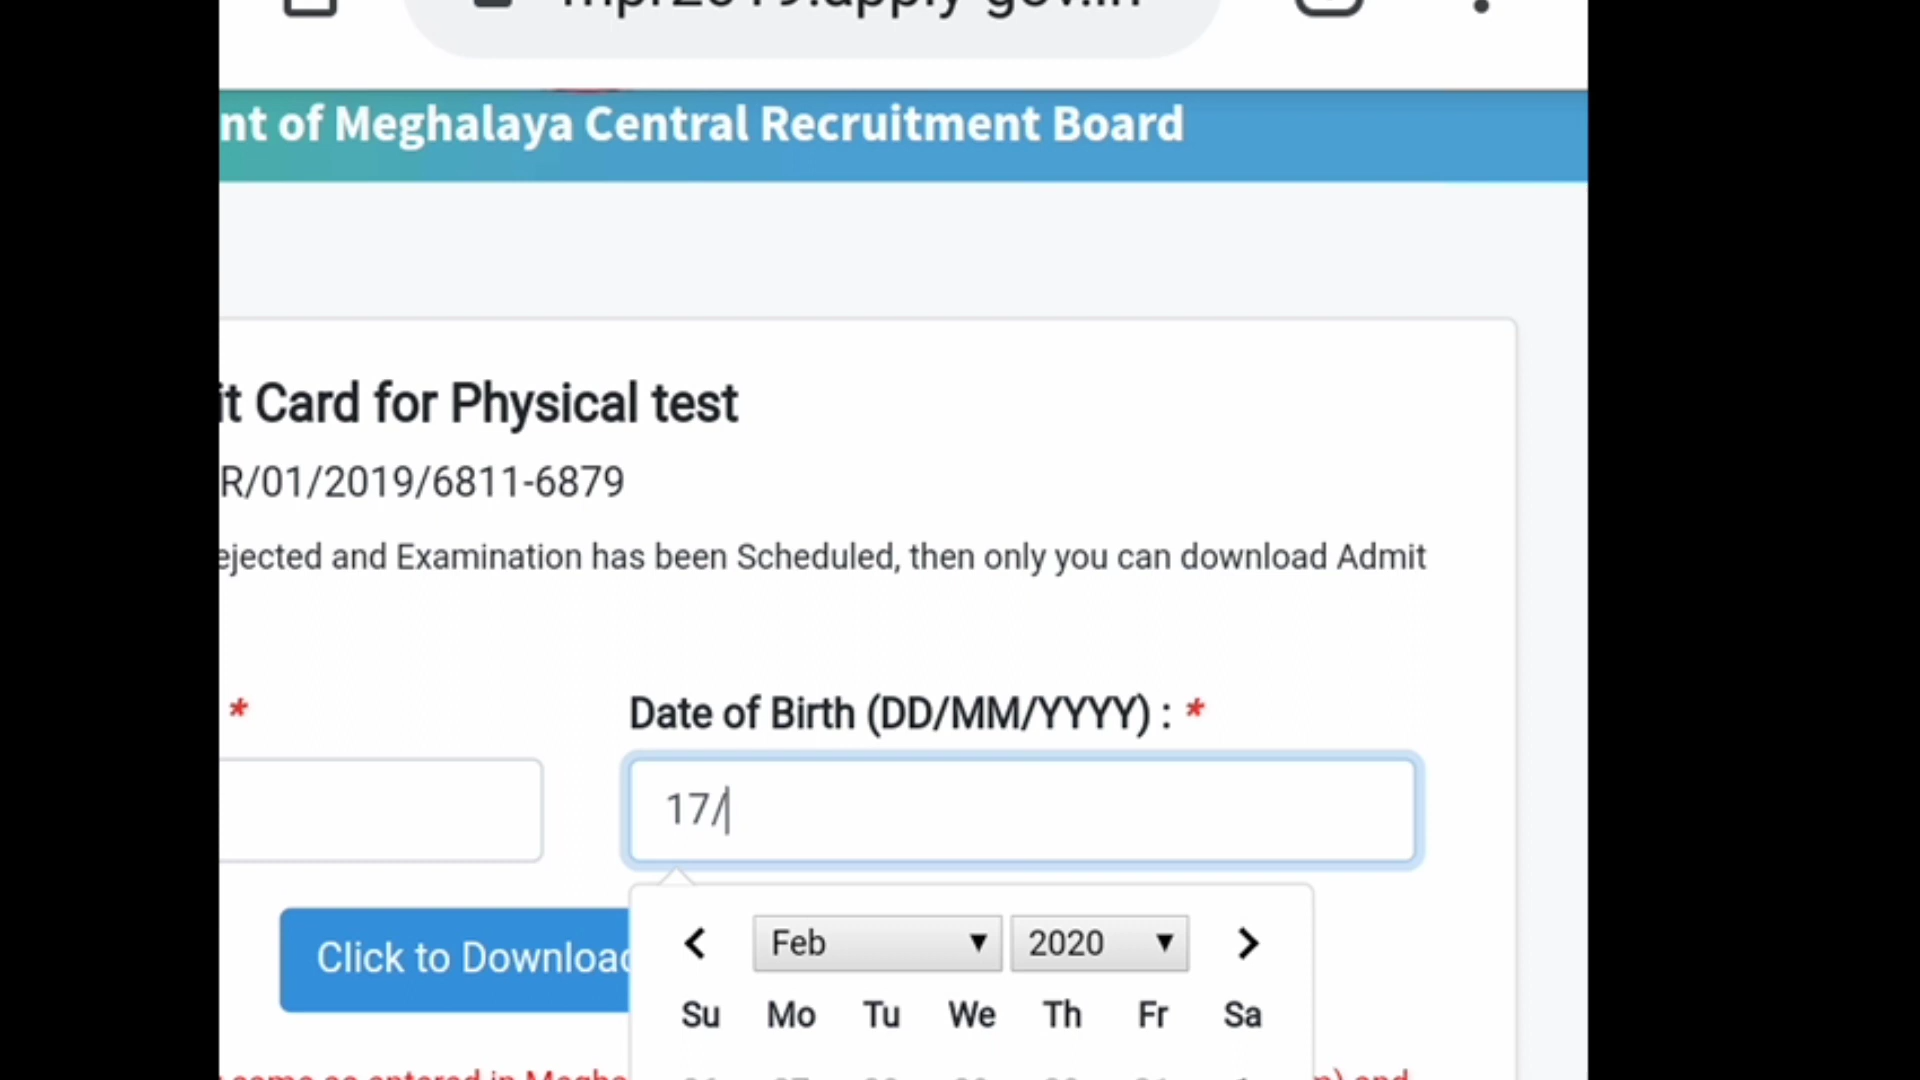 nt of Meghalaya Central Recruitment Board
it Card for Physical test
R/01/2019/6811-6879
ejected and Examination has been Scheduled, then only you can download Admit
*
Date of Birth (DD/MM/YYYY) : *
17/
Click to Download
Feb 2020
Su Mo Tu We Th Fr Sa